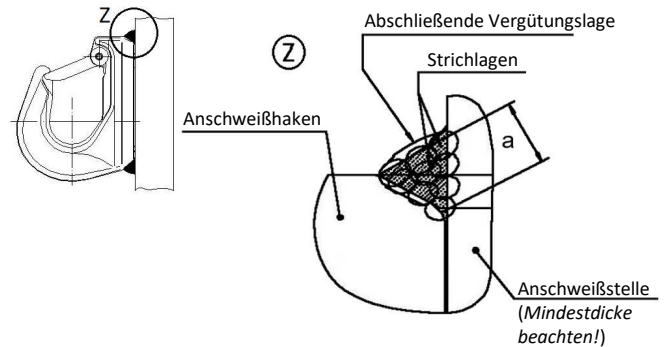 Z
Abschließende Vergütungslage
Z
Strichlagen
a
Anschweißhaken
Anschweißstelle
(Mindestdicke
beachten!)